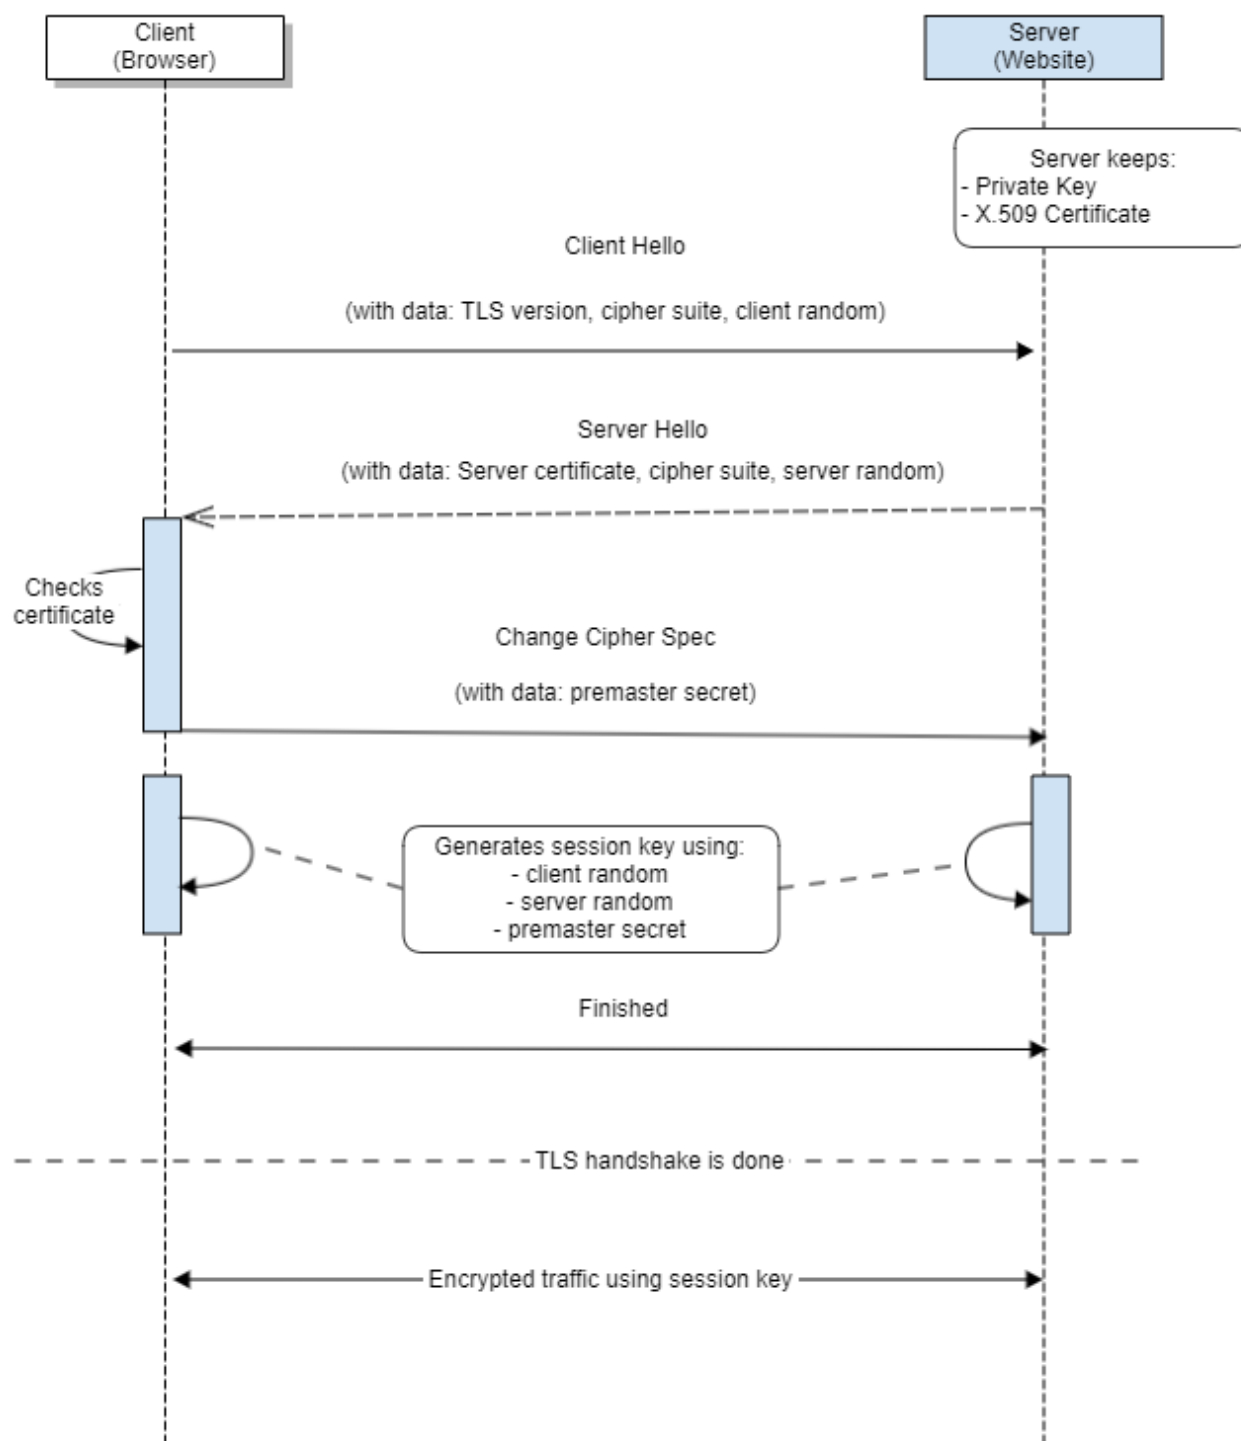 Client
(Browser)
Server
(Website)
Server keeps:
- Private Key
- X.509 Certificate
Client Hello
(with data: TLS version, cipher suite, client random)
Server Hello
(with data: Server certificate, cipher suite, server random)
Checks
certificate
Change Cipher Spec
(with data: premaster secret)
Generates session key using:
- client random
- server random
- premaster secret
Finished
TLS handshake is done
Encrypted traffic using session key